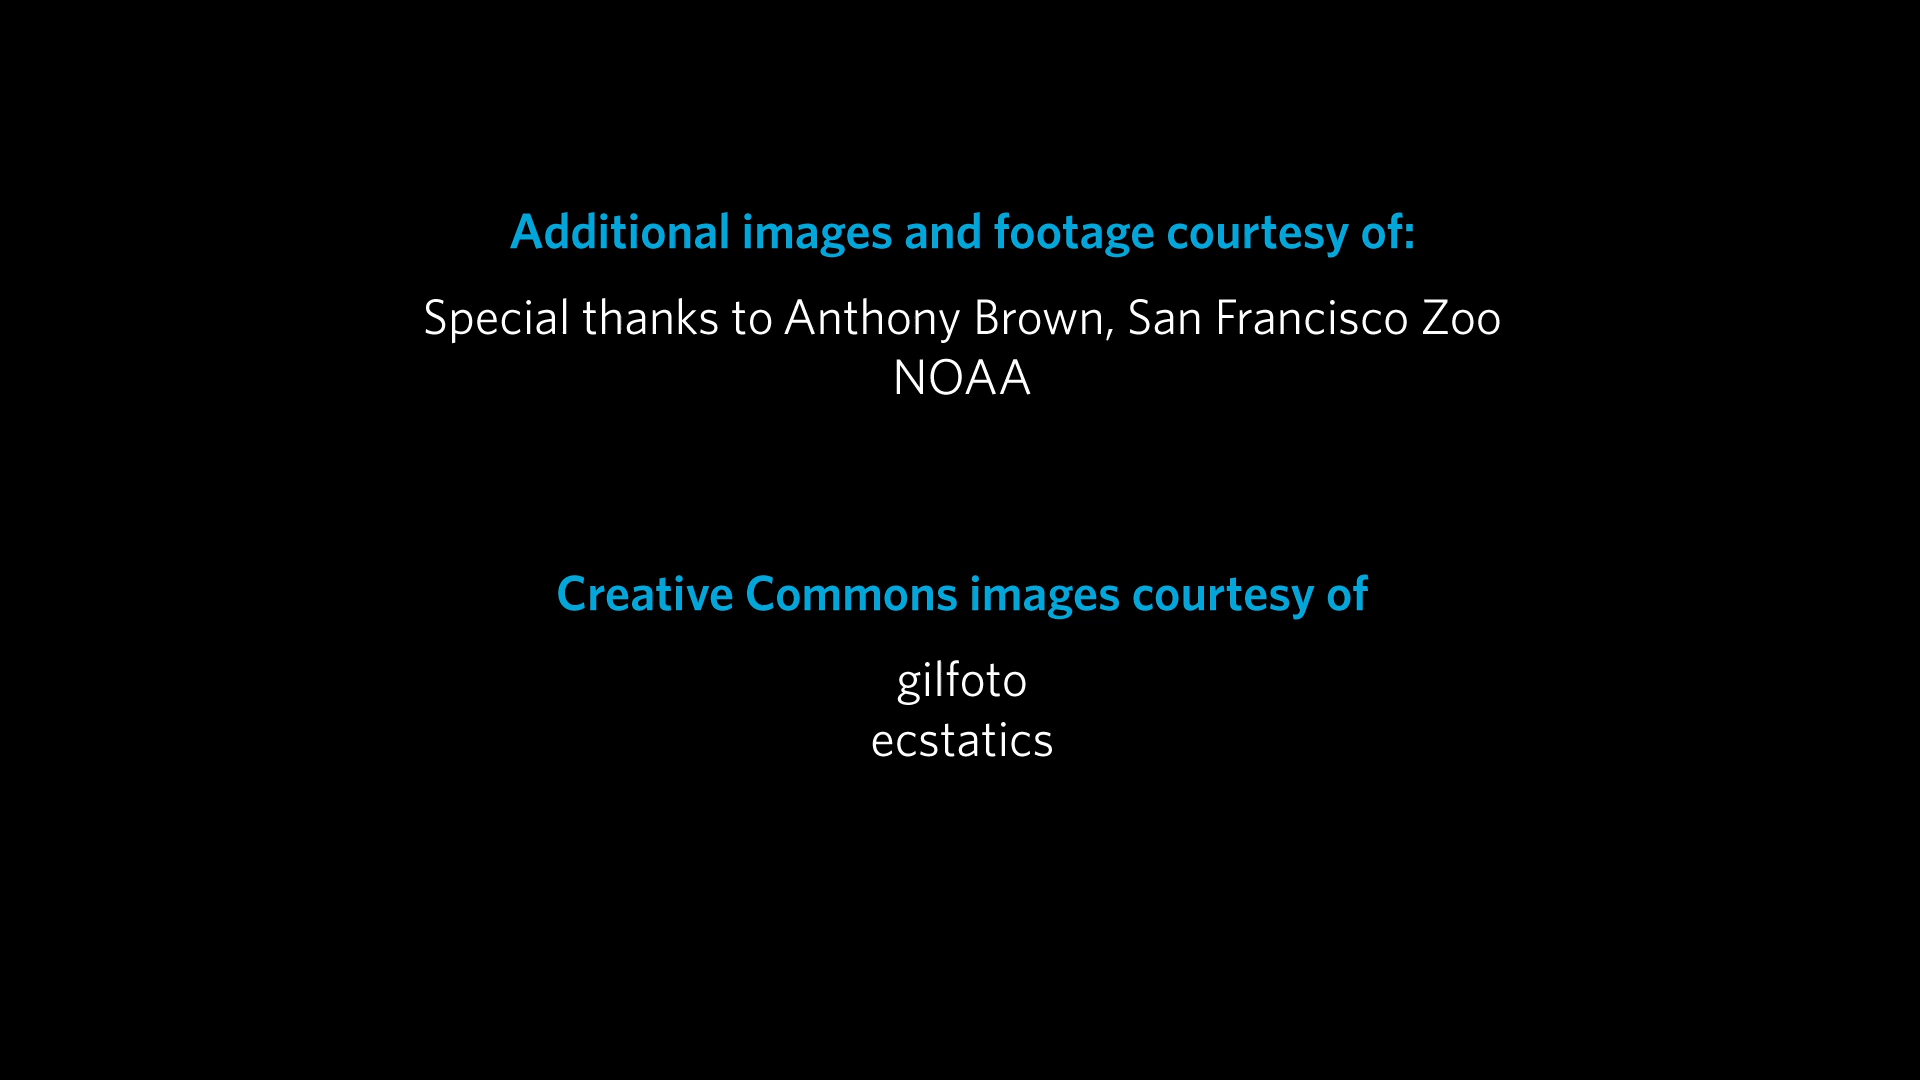 Additional images and footage courtesy of:
Special thanks to Anthony Brown, San Francisco Zoo
NOAA
Creative Commons images courtesy of
gilfoto
ecstatics